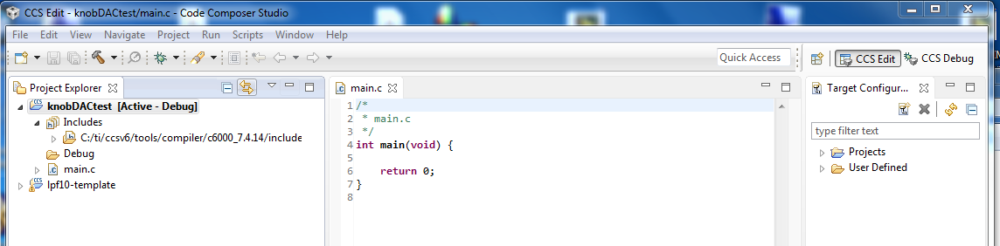 CCS Edit - knobDACtest/main.c - Code Composer Studio
File Edit View Navigate Project Run Scripts Window Help
Quick Access
CCS Edit
CCS Debug
Project Explorer
knobDACtest [Active - Debug]
Includes
C:/ti/ccsv6/tools/compiler/c6000_7.4.14/include
Debug
main.c
lpf10-template
main.c
1 /*
2 * main.c
3 */
4 int main(void) {
5
6 return 0;
7 }
8
Target Configur...
type filter text
Projects
User Defined